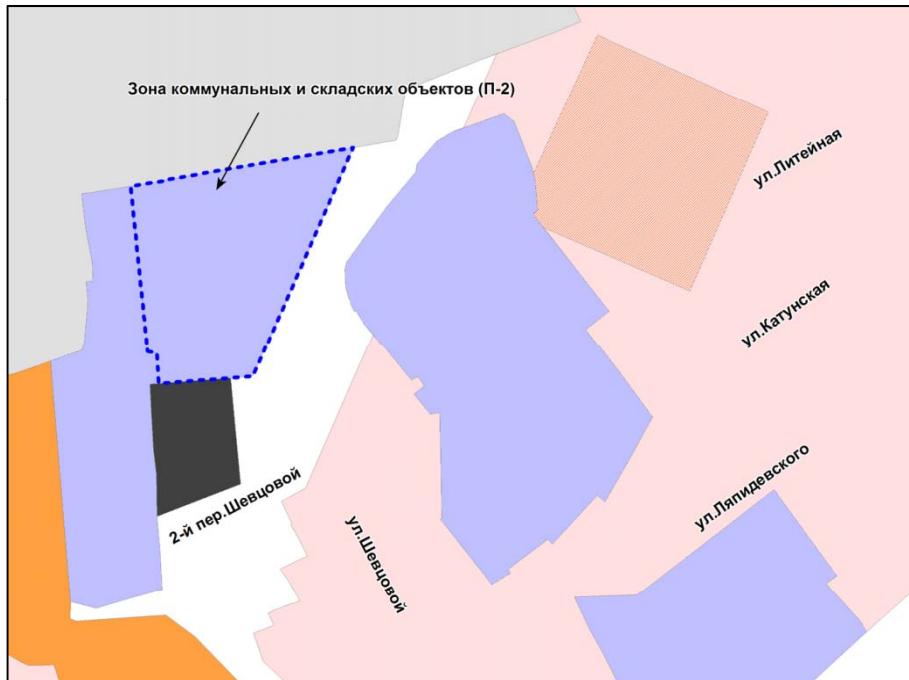 Зона коммунальных и складских объектов (П-2)
ул.Литейная
ул.Катунская
ул.Ляпидевского
2-й пер.Шевцовой
ул.Шевцовой